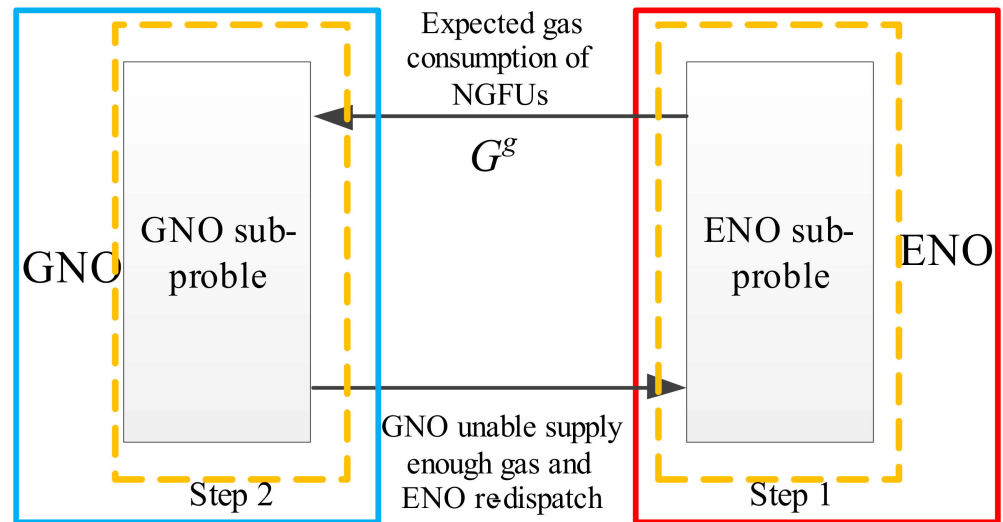 Expected gas
consumption of
NGFUs
G^g
GNO
GNO sub-
proble
ENO sub-
proble
ENO
GNO unable supply
enough gas and
ENO re-dispatch
Step 2
Step 1